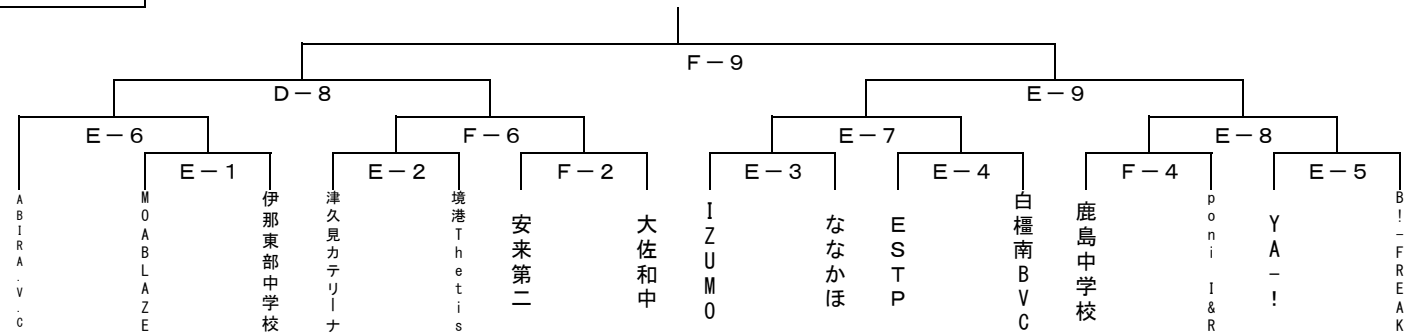 F－9
D－8
E－9
E－6
F－6
E－7
E－8
E－1
E－2
F－2
E－3
E－4
F－4
E－5
ABIRA.V.C
MOABLAZE
伊那東部中学校
津久見カテリーナ
境港Thetis
安来第二
大佐和中
IZUMO
ななかほ
ESTP
白橿南BVC
鹿島中学校
poni I&R
YA－!
B!－FREAK